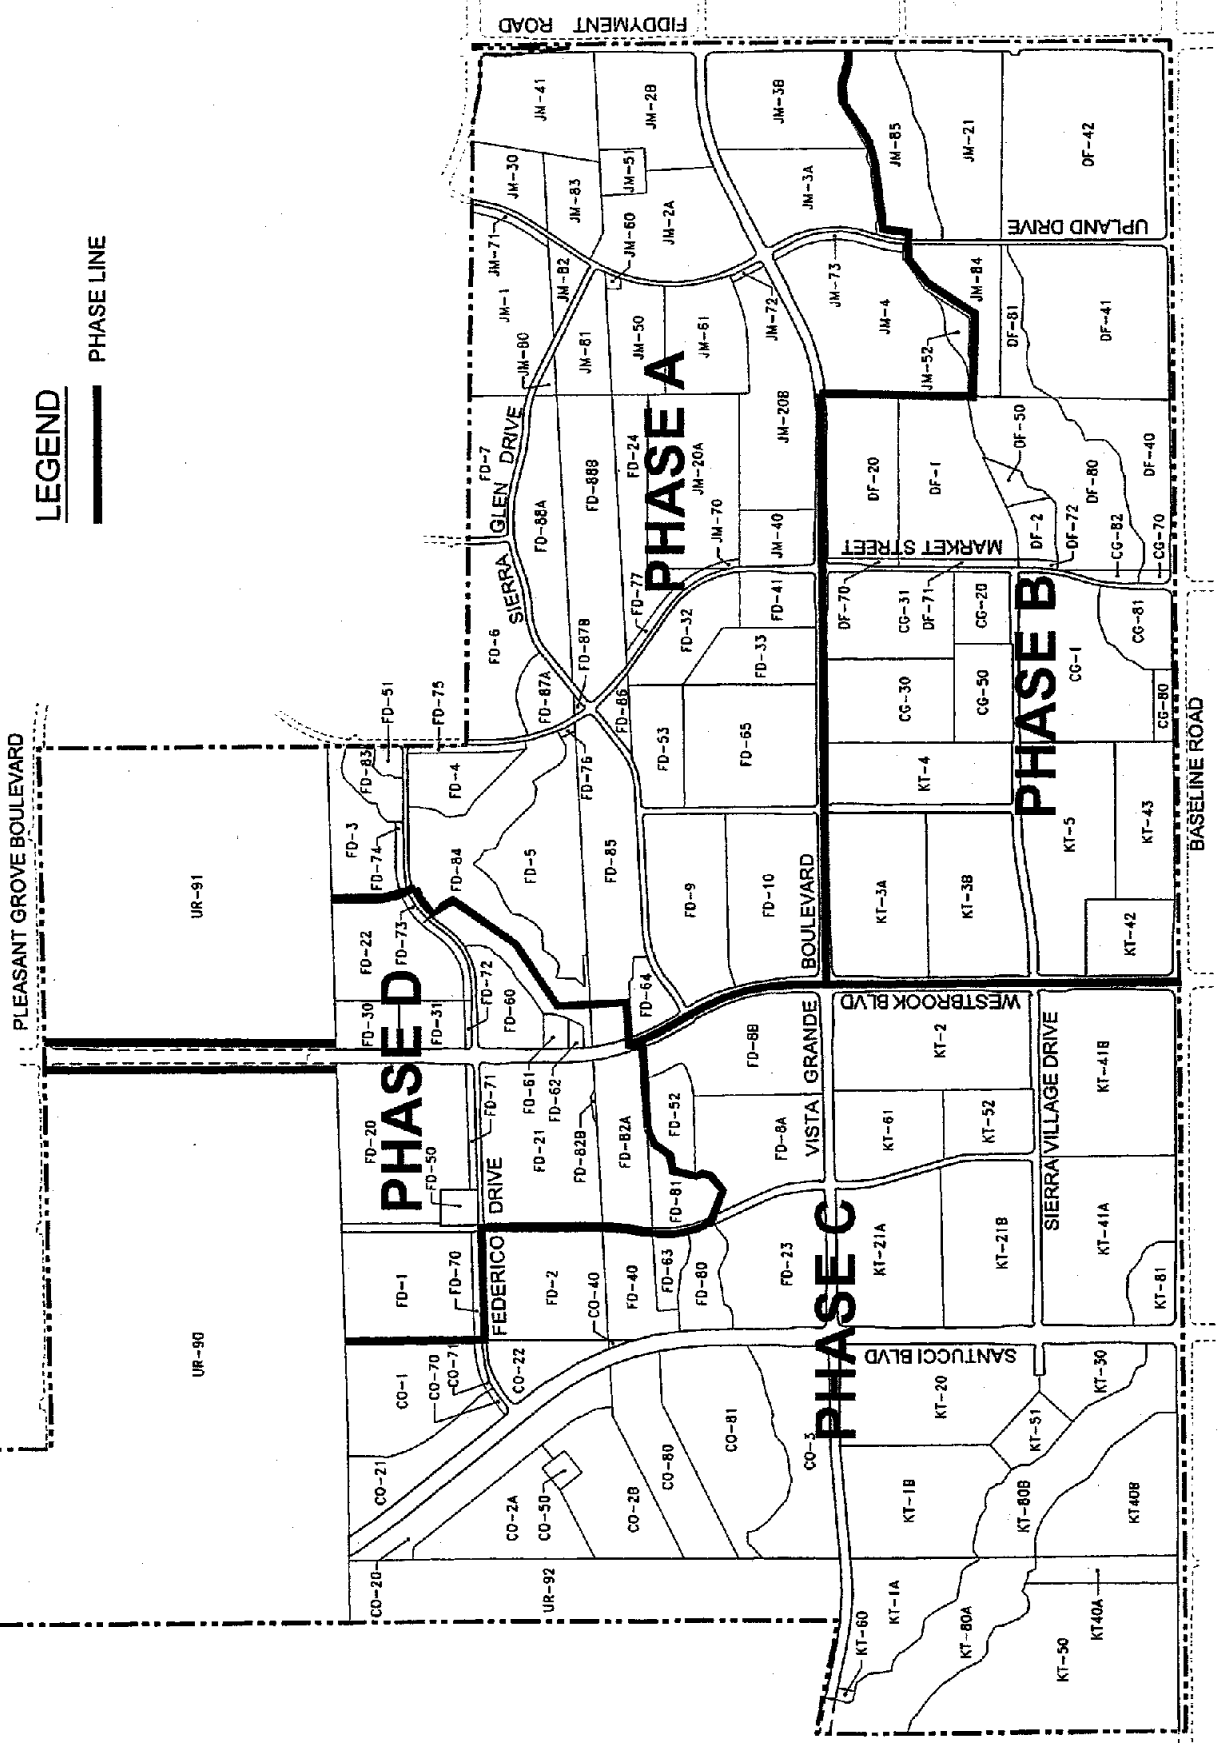 LEGEND
PHASE LINE
PLEASANT GROVE BOULEVARD
FIDDYMENT ROAD
BASELINE ROAD
PHASE A
PHASE B
PHASE C
PHASE D
SIERRA GLEN DRIVE
UPLAND DRIVE
MARKET STREET
WESTBROOK BLVD
VISTA GRANDE BOULEVARD
SIERRA VILLAGE DRIVE
FEDERICO DRIVE
SANTUCCI BLVD
UR-91
UR-90
UR-92
JM-41
JM-2B
JM-3B
JM-30
JM-83
JM-51
JM-71
JM-60
JM-2A
JM-3A
JM-85
JM-21
DF-42
JM-1
JM-82
JM-80
JM-81
JM-50
JM-61
JM-72
JM-73
JM-4
JM-84
JM-52
DF-81
DF-41
FD-7
FD-88A
FD-88B
FD-24
JM-20A
JM-20B
JM-70
JM-40
DF-20
DF-1
DF-50
DF-80
DF-40
DF-2
DF-72
CG-82
CG-70
FD-6
FD-87A
FD-87B
FD-77
FD-32
FD-41
FD-33
FD-86
DF-70
CG-31
DF-71
CG-20
CG-81
CG-30
CG-50
CG-1
CG-80
FD-51
FD-75
FD-83
FD-3
FD-74
FD-4
FD-84
FD-5
FD-76
FD-85
FD-53
FD-65
FD-9
FD-10
KT-4
KT-3A
KT-3B
KT-5
KT-43
KT-42
FD-22
FD-73
FD-30
FD-31
FD-72
FD-60
FD-64
FD-61
FD-62
FD-8B
KT-2
FD-20
FD-50
FD-71
FD-21
FD-82B
FD-82A
FD-52
FD-8A
FD-81
KT-61
KT-52
KT-41B
FD-1
FD-70
FD-2
CO-40
FD-40
FD-63
FD-80
FD-23
KT-21A
KT-21B
KT-41A
KT-81
CO-1
CO-70
CO-71
CO-22
CO-21
CO-20
CO-2A
CO-50
CO-2B
CO-80
CO-81
CO-3
KT-20
KT-30
KT-51
KT-1B
KT-80B
KT40B
KT-1A
KT-60
KT-80A
KT-50
KT40A